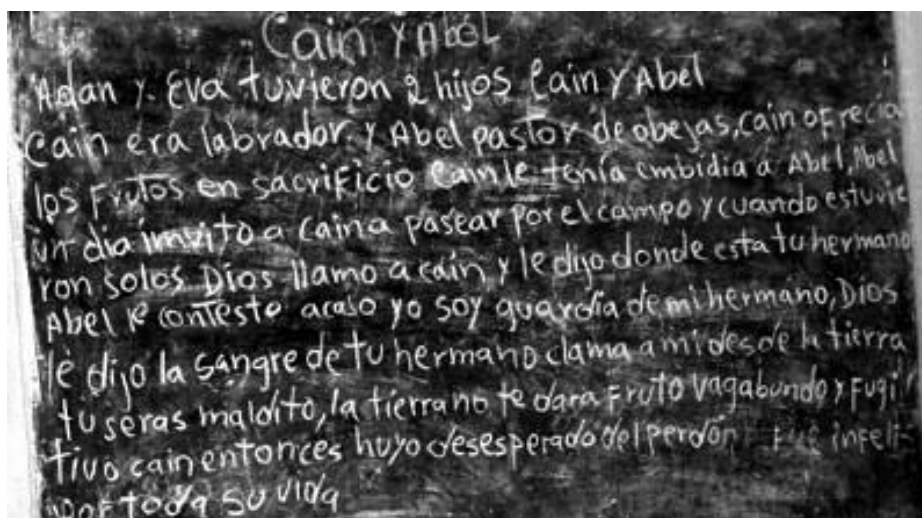 Cain y Abel
Adan y Eva tuvieron 2 hijos Cain y Abel
Cain era labrador y Abel pastor de obejas, cain ofrecia
los Frutos en sacrificio Cain le tenía embidia a Abel, Abel
un dia invito a Cain a pasear por el campo y cuando estuvie
ron solos Dios llamo a cain y le dijo donde esta tu hermano
Abel le contesto acaso yo soy guardia de mi hermano, Dios
le dijo la sangre de tu hermano clama a mi desde la tierra
tu seras maldito, la tierra no te dara Fruto vagabundo y Fugi
tivo cain entonces huyo desesperado del perdón Fue infeliz
por toda su vida